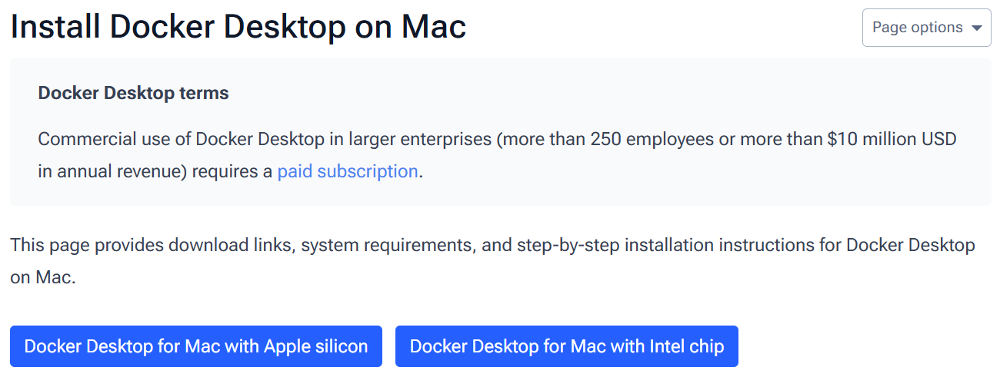 Install Docker Desktop on Mac
Page options
Docker Desktop terms
Commercial use of Docker Desktop in larger enterprises (more than 250 employees or more than $10 million USD
in annual revenue) requires a paid subscription.
This page provides download links, system requirements, and step-by-step installation instructions for Docker Desktop
on Mac.
Docker Desktop for Mac with Apple silicon
Docker Desktop for Mac with Intel chip